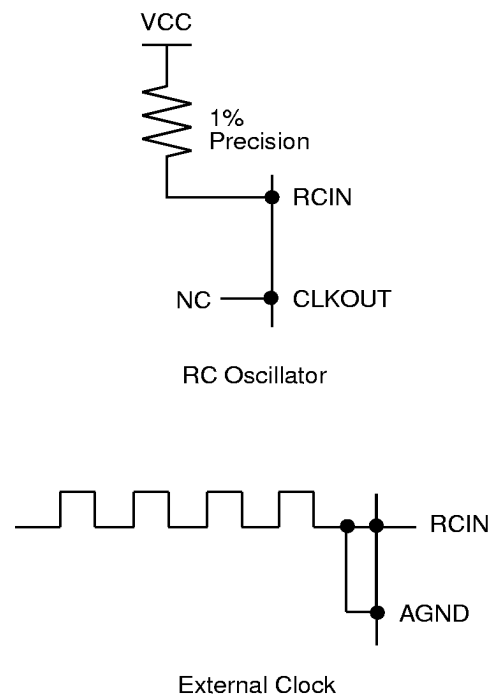 VCC
1%
Precision
RCIN
NC
CLKOUT
RC Oscillator
RCIN
AGND
External Clock